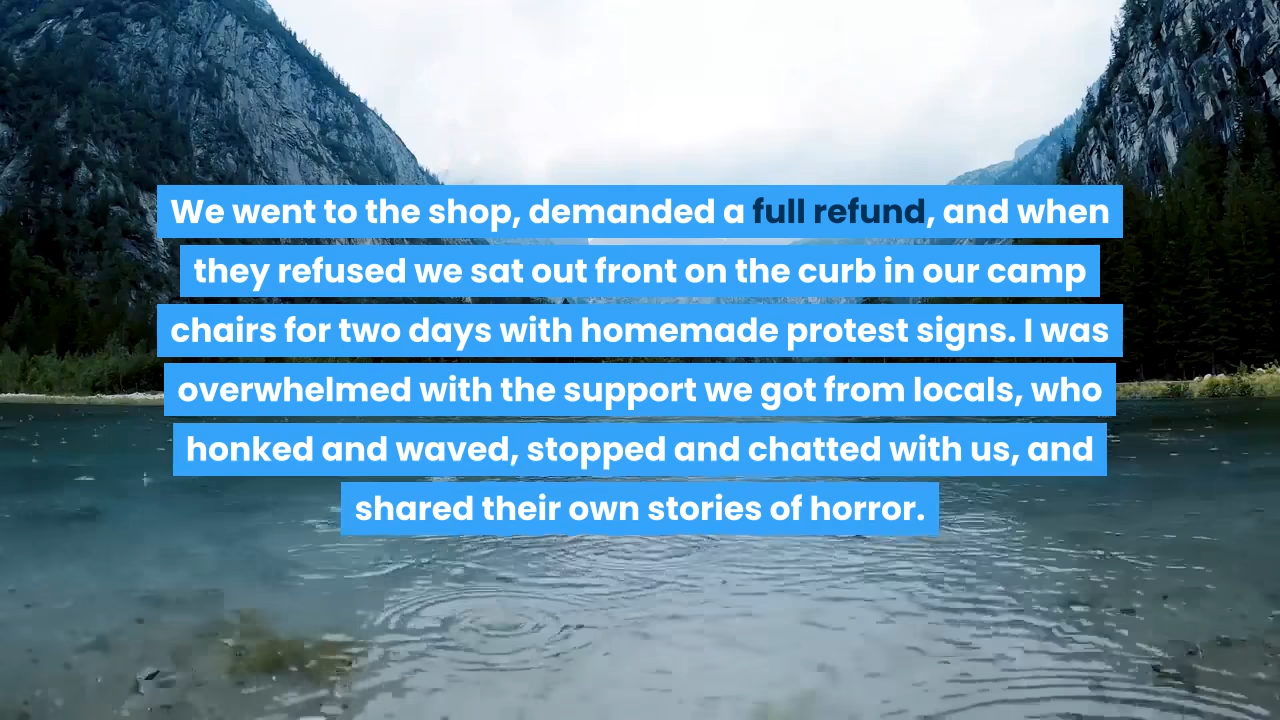 We went to the shop, demanded a full refund, and when
they refused we sat out front on the curb in our camp
chairs for two days with homemade protest signs. I was
overwhelmed with the support we got from locals, who
honked and waved, stopped and chatted with us, and
shared their own stories of horror.